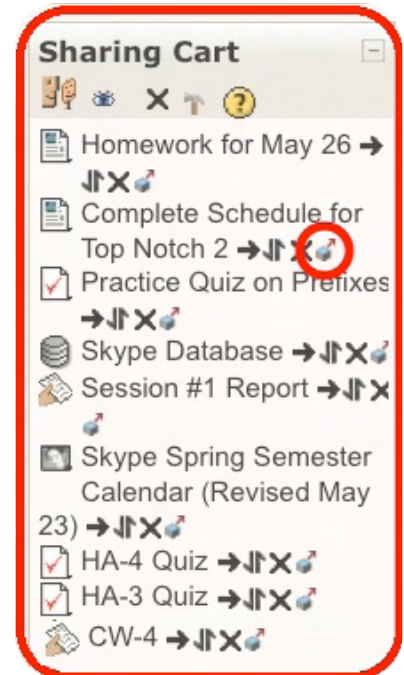 Sharing Cart
Homework for May 26
Complete Schedule for
Top Notch 2
Practice Quiz on Prefixes
Skype Database
Session #1 Report
Skype Spring Semester
Calendar (Revised May
23)
HA-4 Quiz
HA-3 Quiz
CW-4